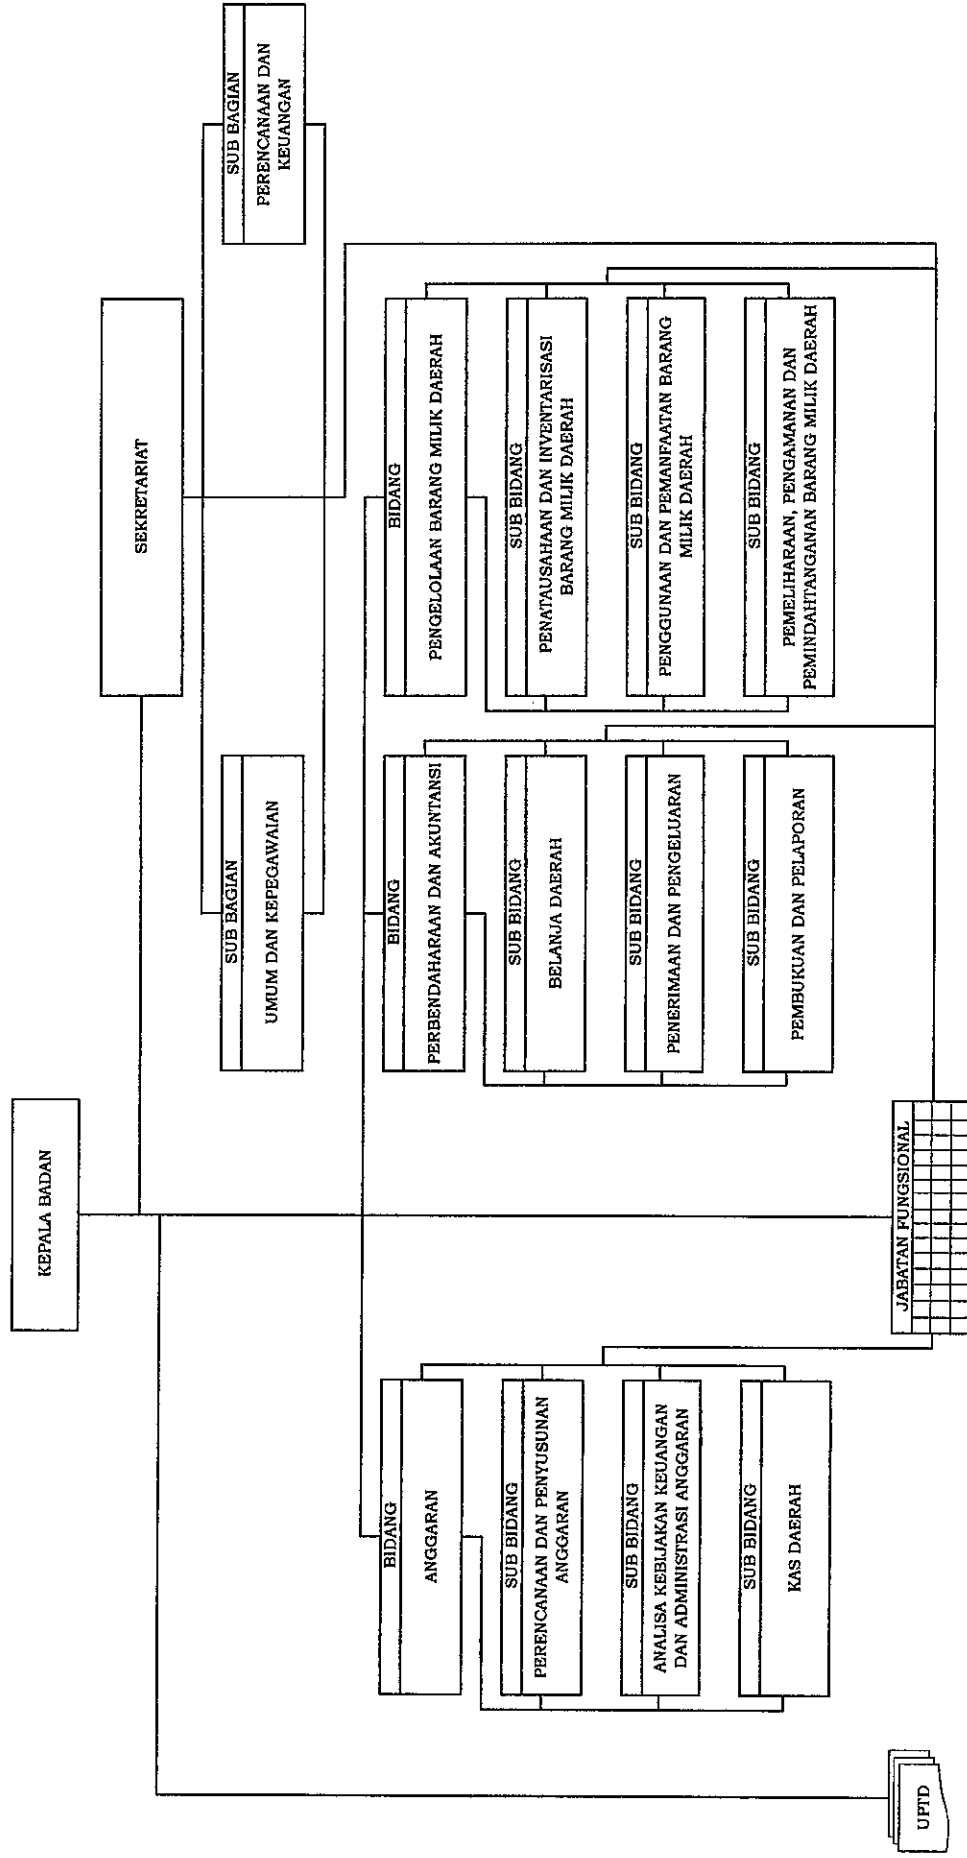 KEPALA BADAN
SEKRETARIAT
SUB BAGIAN
UMUM DAN KEPEGAWAIAN
SUB BAGIAN
PERENCANAAN DAN
KEUANGAN
BIDANG
ANGGARAN
SUB BIDANG
PERENCANAAN DAN PENYUSUNAN
ANGGARAN
SUB BIDANG
ANALISA KEBIJAKAN KEUANGAN
DAN ADMINISTRASI ANGGARAN
SUB BIDANG
KAS DAERAH
BIDANG
PERBENDAHARAAN DAN AKUNTANSI
SUB BIDANG
BELANJA DAERAH
SUB BIDANG
PENERIMAAN DAN PENGELUARAN
SUB BIDANG
PEMBUKUAN DAN PELAPORAN
BIDANG
PENGELOLAAN BARANG MILIK DAERAH
SUB BIDANG
PENATAUSAHAAN DAN INVENTARISASI
BARANG MILIK DAERAH
SUB BIDANG
PENGGUNAAN DAN PEMANFAATAN BARANG
MILIK DAERAH
SUB BIDANG
PEMELIHARAAN, PENGAMANAN DAN
PEMINDAHTANGANAN BARANG MILIK DAERAH
UPTD
JABATAN FUNGSIONAL